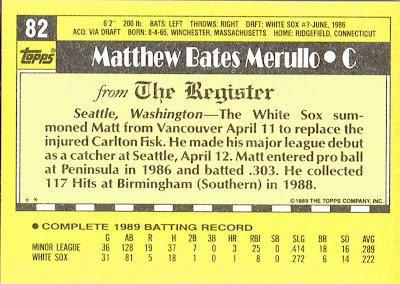 82
6'2" 200 lb. BATS: LEFT THROWS: RIGHT DRFT: WHITE SOX #7-JUNE, 1986
ACQ: VIA DRAFT BORN: 8-4-65, WINCHESTER, MASSACHUSETTS HOME: RIDGEFIELD, CONNECTICUT
Topps®
Matthew Bates Merullo • C
from The Register
Seattle, Washington—The White Sox sum-
moned Matt from Vancouver April 11 to replace the
injured Carlton Fisk. He made his major league debut
as a catcher at Seattle, April 12. Matt entered pro ball
at Peninsula in 1986 and batted .303. He collected
117 Hits at Birmingham (Southern) in 1988.
** ©1989 THE TOPPS COMPANY, INC.
• COMPLETE 1989 BATTING RECORD
G AB R H 2B 3B HR RBI SB SLG BB SO AVG
MINOR LEAGUE 36 128 19 37 7 0 3 25 0 .414 18 16 .289
WHITE SOX 31 81 5 18 1 0 1 8 0 .272 6 14 .222